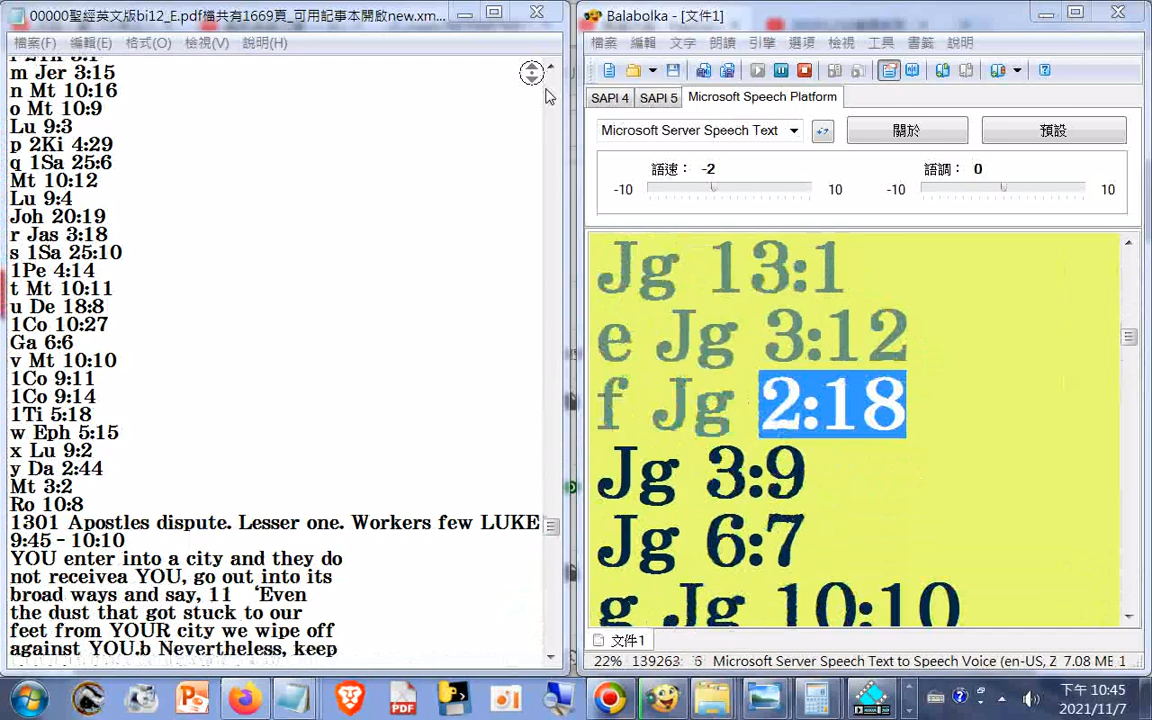 00000聖經英文版bi12_E.pdf檔共有1669頁_可用記事本開啟new.xm...
檔案(F) 編輯(E) 格式(O) 檢視(V) 說明(H)
m Jer 3:15
n Mt 10:16
o Mt 10:9
Lu 9:3
p 2Ki 4:29
q 1Sa 25:6
Mt 10:12
Lu 9:4
Joh 20:19
r Jas 3:18
s 1Sa 25:10
1Pe 4:14
t Mt 10:11
u De 18:8
1Co 10:27
Ga 6:6
v Mt 10:10
1Co 9:11
1Co 9:14
1Ti 5:18
w Eph 5:15
x Lu 9:2
y Da 2:44
Mt 3:2
Ro 10:8
1301 Apostles dispute. Lesser one. Workers few LUKE
9:45 - 10:10
YOU enter into a city and they do
not receivea YOU, go out into its
broad ways and say, 11 ‘Even
the dust that got stuck to our
feet from YOUR city we wipe off
against YOU.b Nevertheless, keep
Balabolka - [文件1]
檔案 編輯 文字 朗讀 引擎 選項 檢視 工具 書籤 說明
SAPI 4 SAPI 5 Microsoft Speech Platform
Microsoft Server Speech Text 關於 預設
語速： -2 語調： 0
-10 10 -10 10
Jg 13:1
e Jg 3:12
f Jg 2:18
Jg 3:9
Jg 6:7
g Jg 10:10
文件1
22% 139263 6 Microsoft Server Speech Text to Speech Voice (en-US, Z 7.08 ME 1
PDF
下午 10:45
2021/11/7